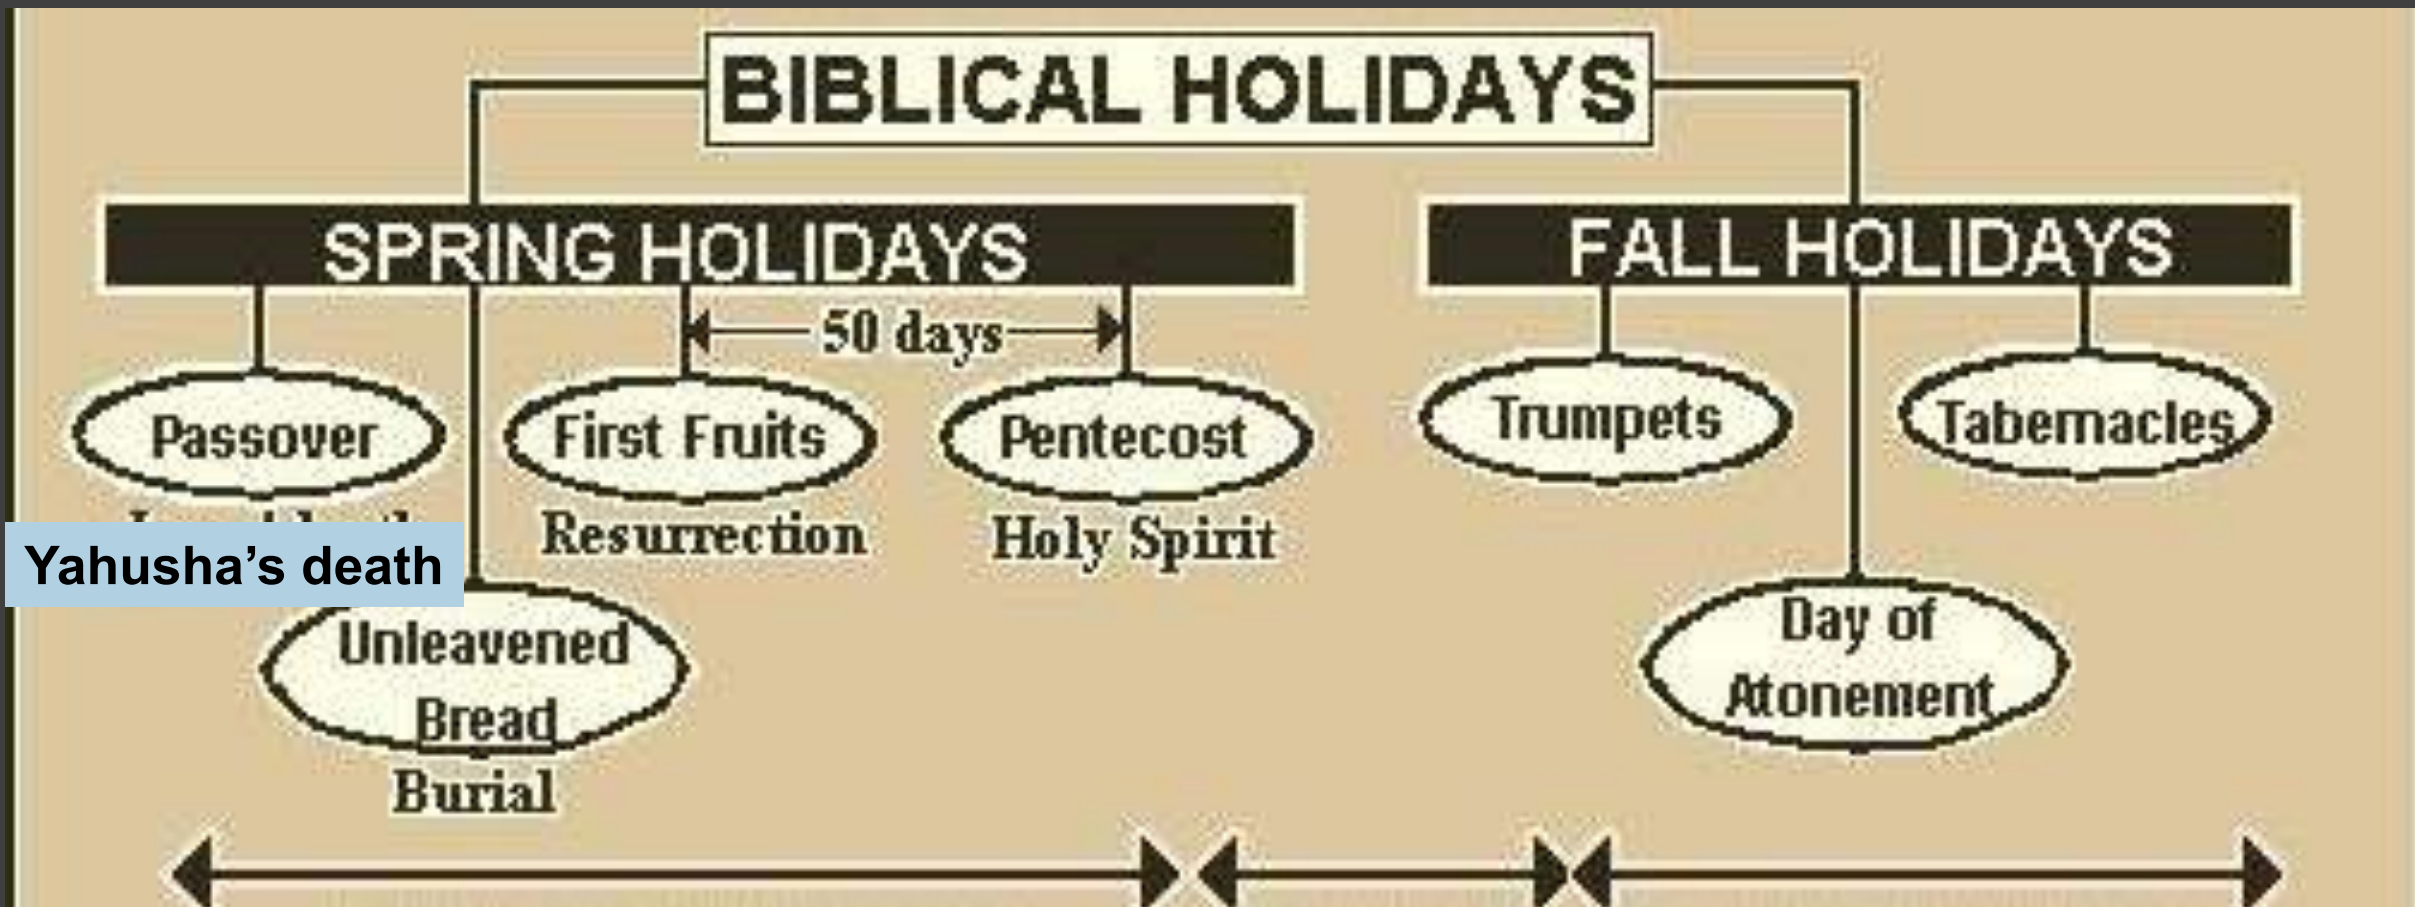 BIBLICAL HOLIDAYS
SPRING HOLIDAYS
FALL HOLIDAYS
50 days
Passover
First Fruits
Pentecost
Trumpets
Tabernacles
Yahusha’s death
Resurrection
Holy Spirit
Unleavened
Bread
Burial
Day of
Atonement